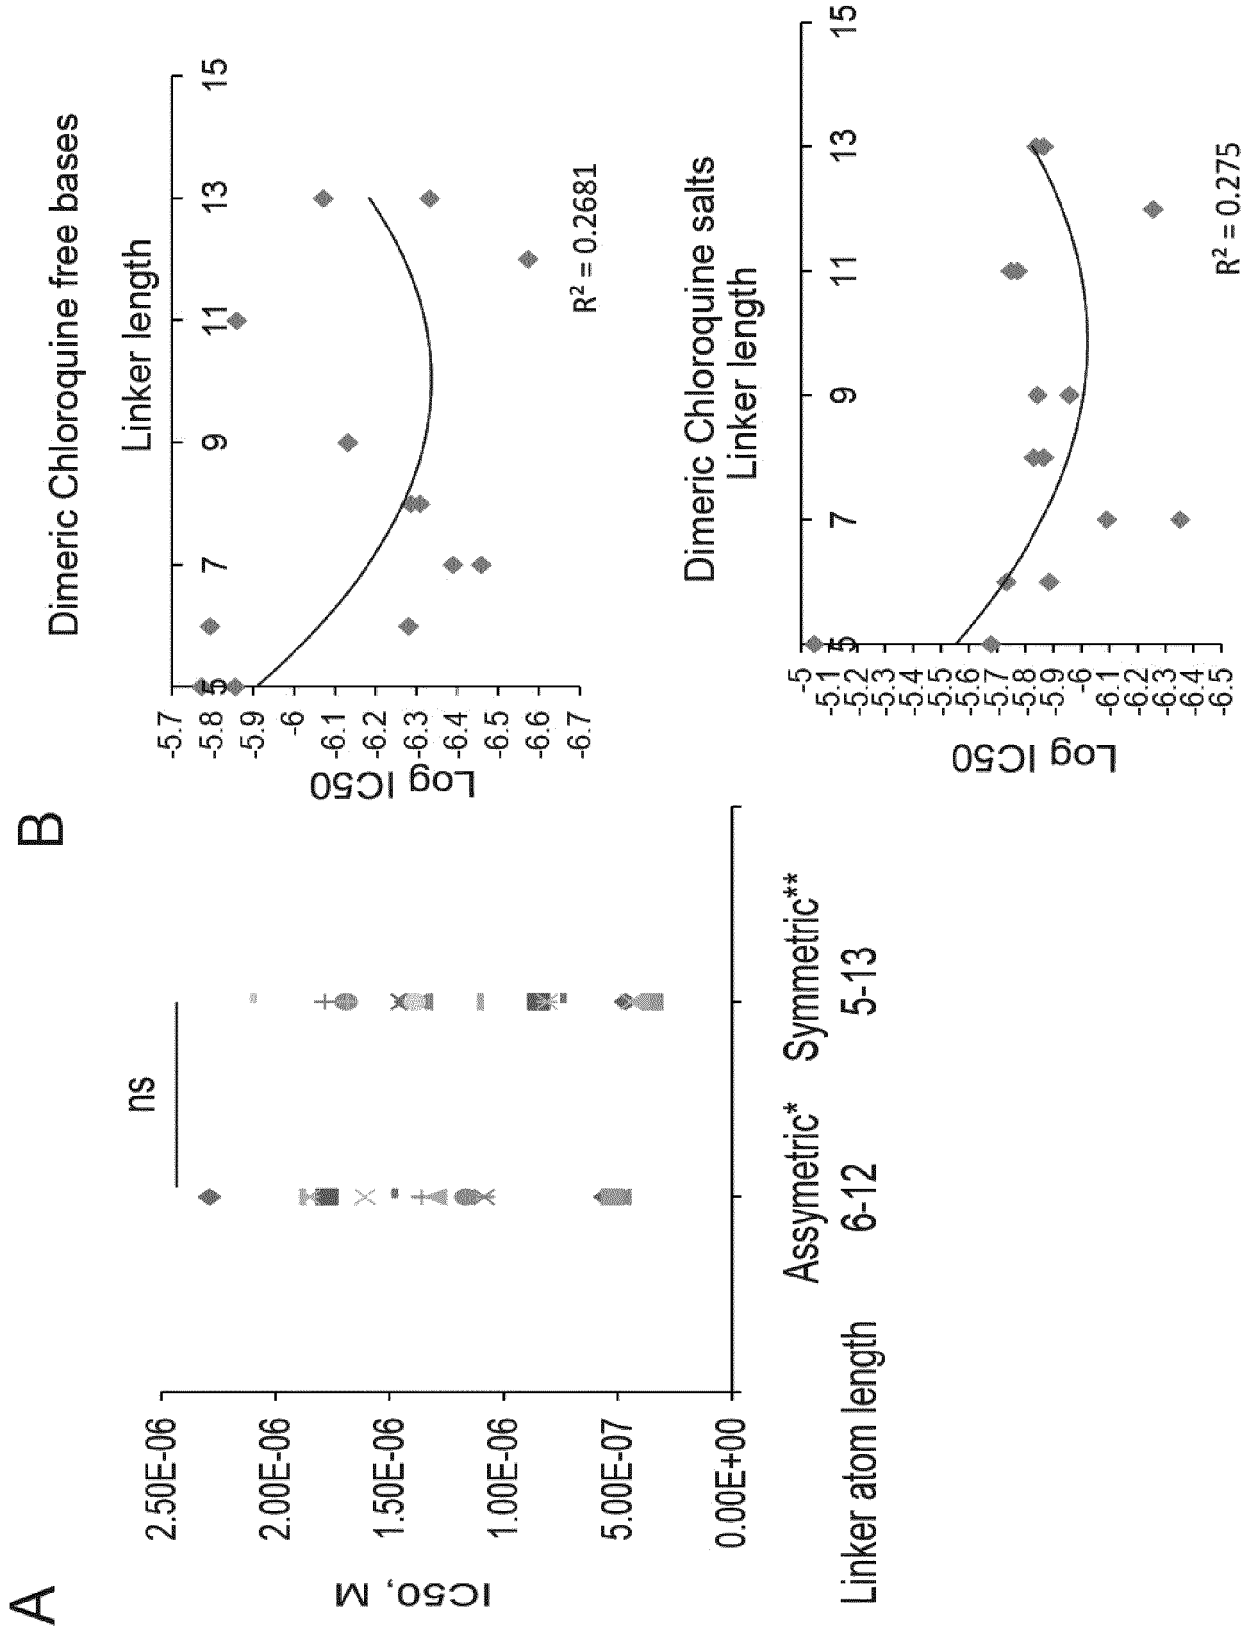 A
IC50, M
2.50E-06
2.00E-06
1.50E-06
1.00E-06
5.00E-07
0.00E+00
ns
Assymetric* Symmetric**
Linker atom length 6-12 5-13
B
Dimeric Chloroquine free bases
Linker length
5 7 9 11 13 15
Log IC50
-5.7
-5.8
-5.9
-6
-6.1
-6.2
-6.3
-6.4
-6.5
-6.6
-6.7
R² = 0.2681
Dimeric Chloroquine salts
Linker length
5 7 9 11 13 15
Log IC50
-5
-5.1
-5.2
-5.3
-5.4
-5.5
-5.6
-5.7
-5.8
-5.9
-6
-6.1
-6.2
-6.3
-6.4
-6.5
R² = 0.275